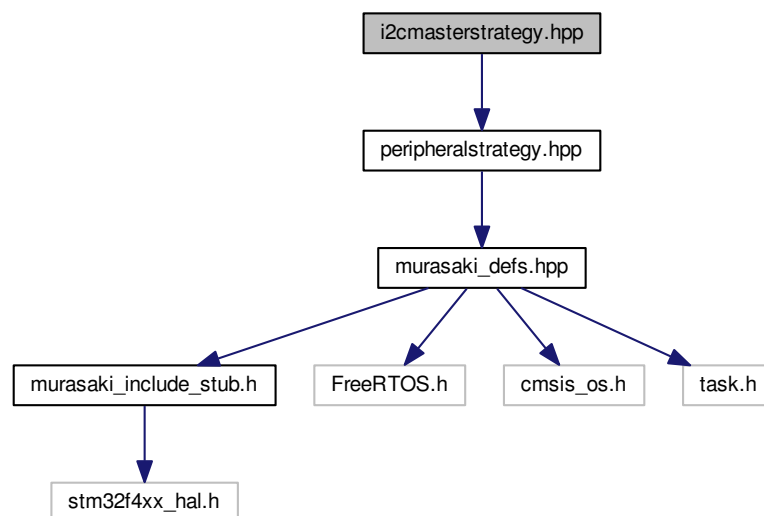 i2cmasterstrategy.hpp
peripheralstrategy.hpp
murasaki_defs.hpp
murasaki_include_stub.h
FreeRTOS.h
cmsis_os.h
task.h
stm32f4xx_hal.h